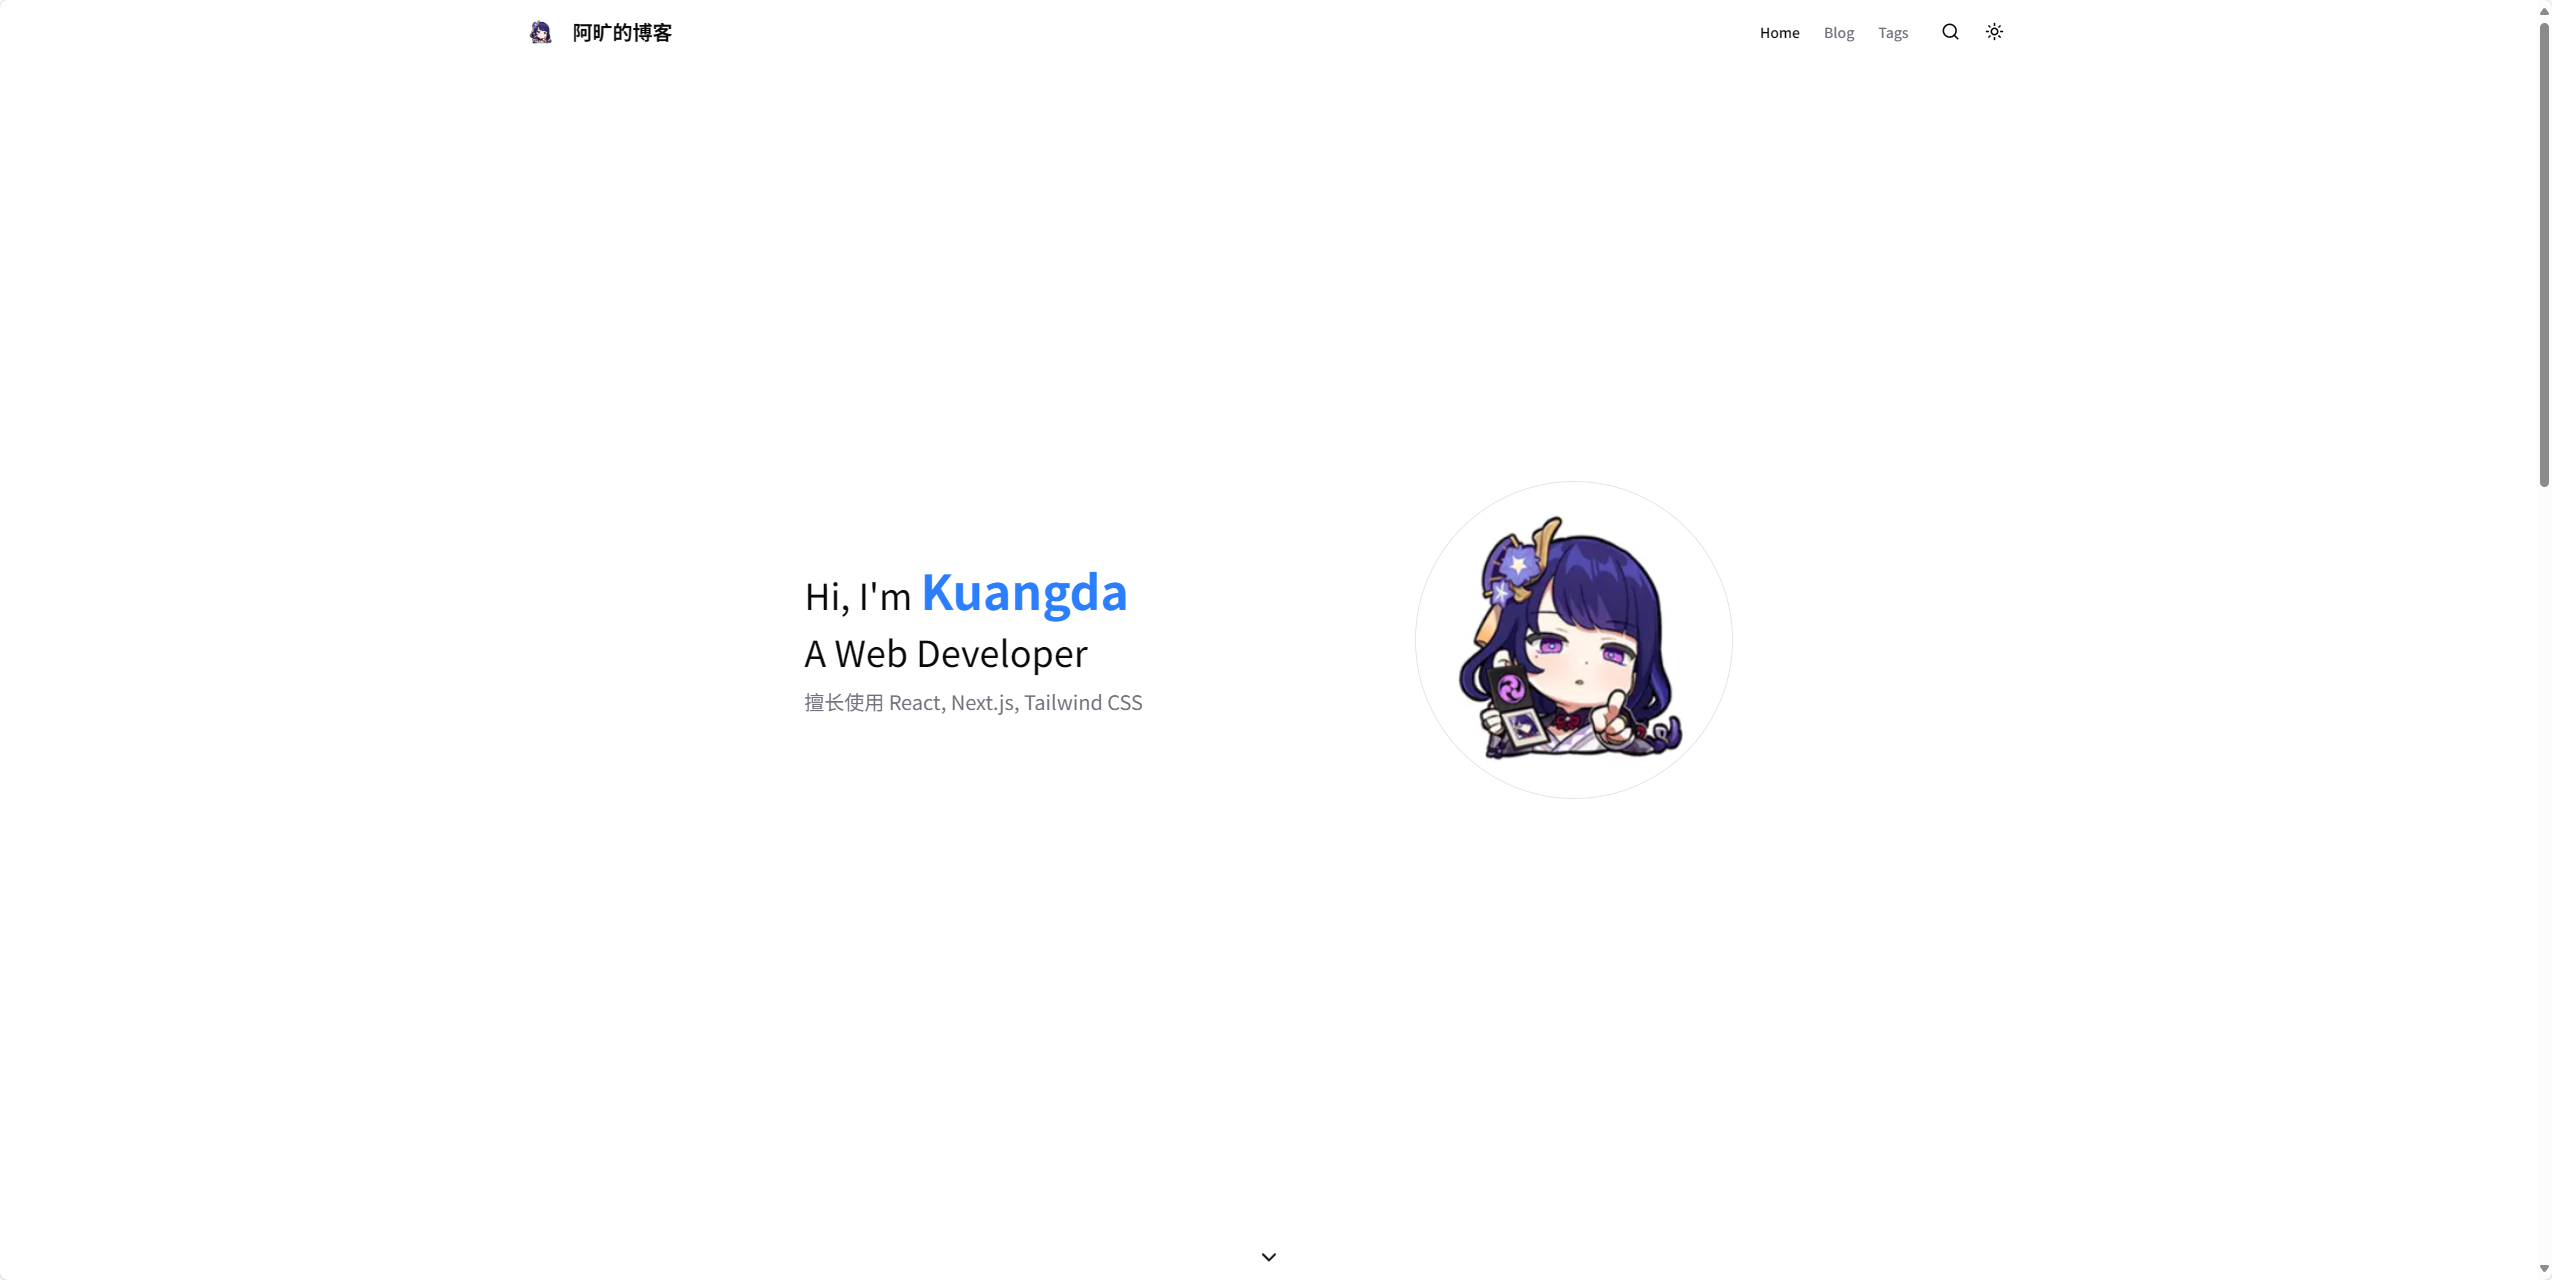 阿旷的博客
Home
Blog
Tags
Hi, I'm Kuangda
A Web Developer
擅长使用 React, Next.js, Tailwind CSS